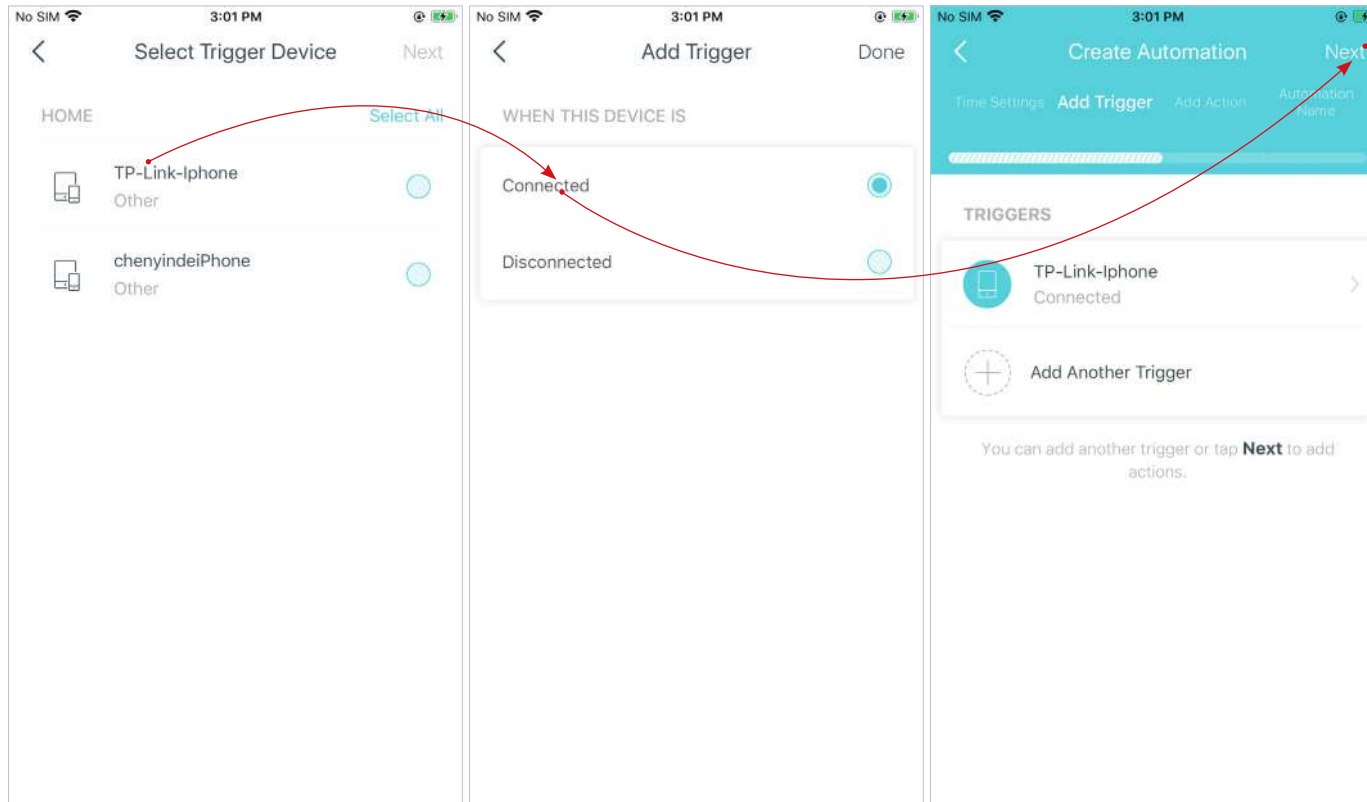 No SIM 3:01 PM
Select Trigger Device Next
HOME Select All
TP-Link-Iphone
Other
chenyindeiPhone
Other
No SIM 3:01 PM
Add Trigger Done
WHEN THIS DEVICE IS
Connected
Disconnected
No SIM 3:01 PM
Create Automation Next
Time Settings Add Trigger Add Action Automation
Name
TRIGGERS
TP-Link-Iphone
Connected
Add Another Trigger
You can add another trigger or tap Next to add
actions.